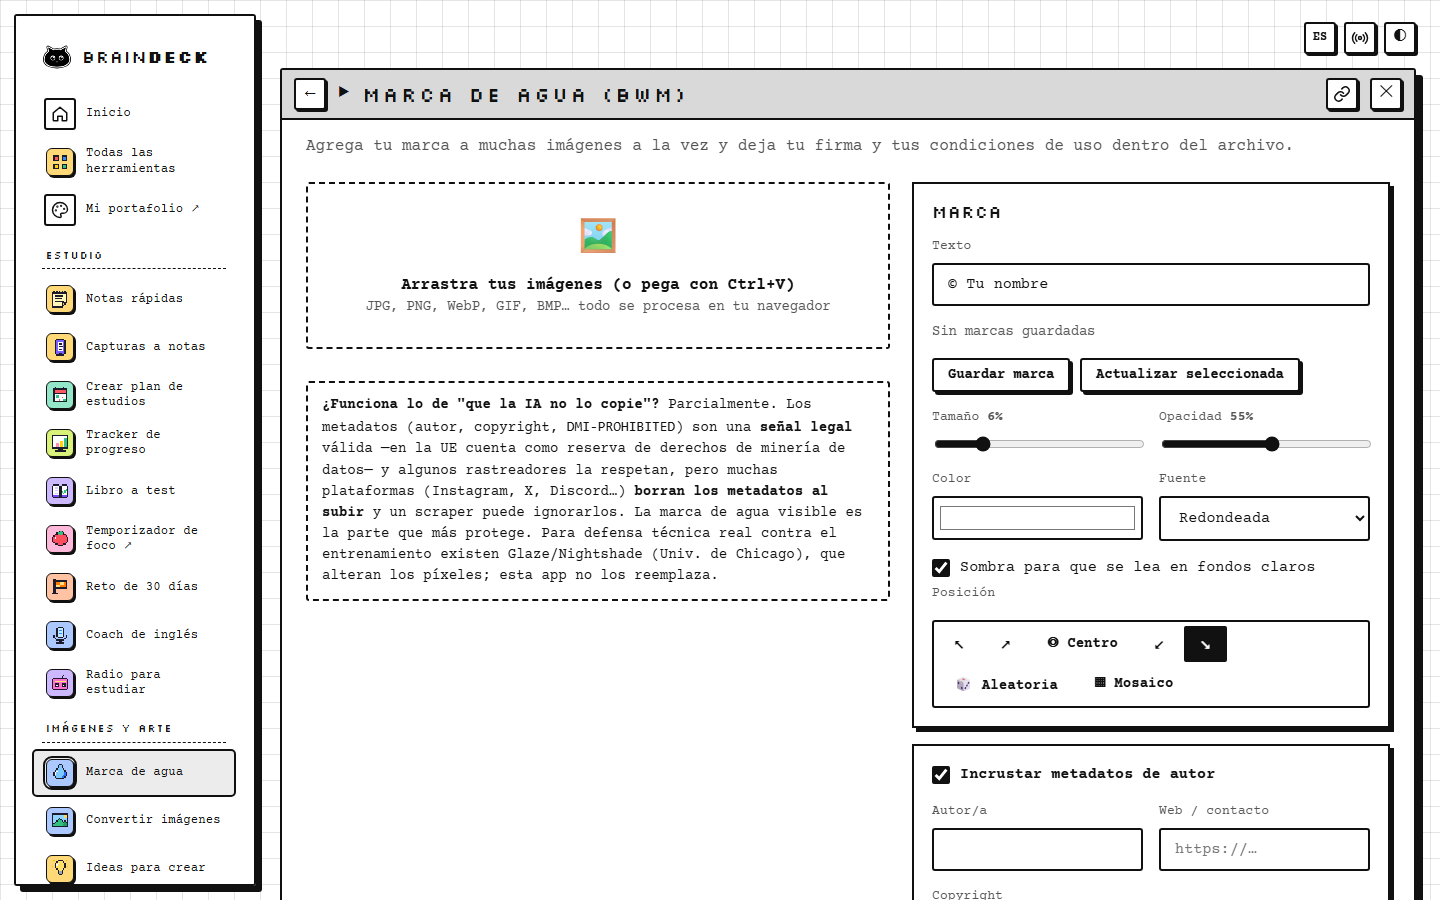 BRAINDECK
Inicio
Todas las
herramientas
Mi portafolio ↗
ESTUDIO
Notas rápidas
Capturas a notas
Crear plan de
estudios
Tracker de
progreso
Libro a test
Temporizador de
foco ↗
Reto de 30 días
Coach de inglés
Radio para
estudiar
IMÁGENES Y ARTE
Marca de agua
Convertir imágenes
Ideas para crear
ES
← ▶ MARCA DE AGUA (BWM)
Agrega tu marca a muchas imágenes a la vez y deja tu firma y tus condiciones de uso dentro del archivo.
Arrastra tus imágenes (o pega con Ctrl+V)
JPG, PNG, WebP, GIF, BMP… todo se procesa en tu navegador
¿Funciona lo de "que la IA no lo copie"? Parcialmente. Los
metadatos (autor, copyright, DMI-PROHIBITED) son una señal legal
válida —en la UE cuenta como reserva de derechos de minería de
datos— y algunos rastreadores la respetan, pero muchas
plataformas (Instagram, X, Discord…) borran los metadatos al
subir y un scraper puede ignorarlos. La marca de agua visible es
la parte que más protege. Para defensa técnica real contra el
entrenamiento existen Glaze/Nightshade (Univ. de Chicago), que
alteran los píxeles; esta app no los reemplaza.
MARCA
Texto
© Tu nombre
Sin marcas guardadas
Guardar marca
Actualizar seleccionada
Tamaño 6%
Opacidad 55%
Color
Fuente
Redondeada
Sombra para que se lea en fondos claros
Posición
↖ ↗ Centro ↙ ↘
Aleatoria Mosaico
Incrustar metadatos de autor
Autor/a
Web / contacto
https://…
Copyright